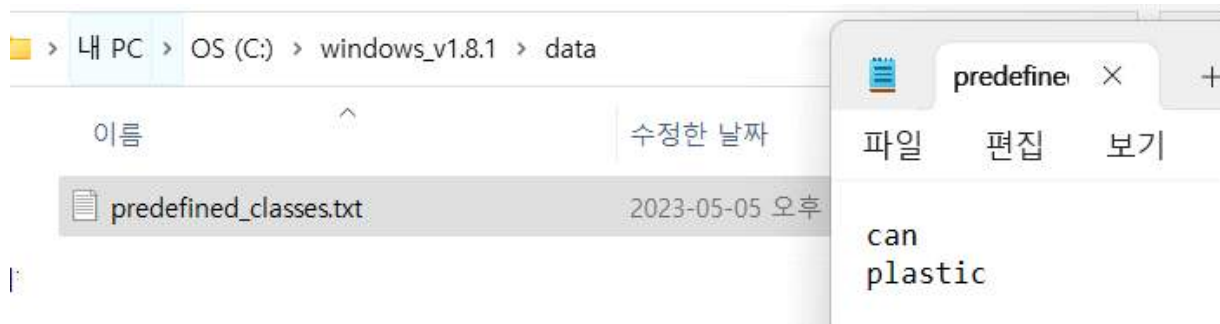 내 PC > OS (C:) > windows_v1.8.1 > data
이름 수정한 날짜
predefined_classes.txt 2023-05-05 오후
predefine
파일 편집 보기
can
plastic